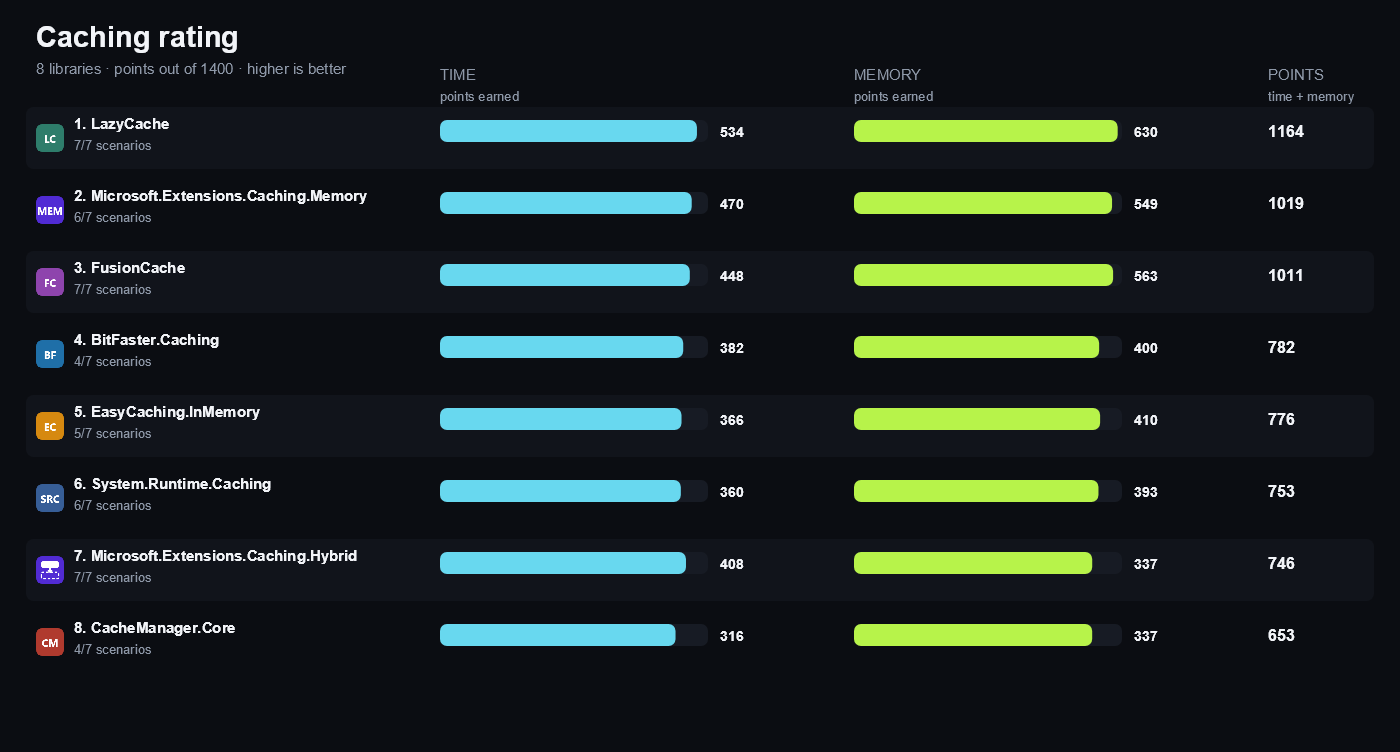 Caching rating
8 libraries · points out of 1400 · higher is better
TIME
points earned
MEMORY
points earned
POINTS
time + memory
LC
1. LazyCache
7/7 scenarios
534
630
1164
MEM
2. Microsoft.Extensions.Caching.Memory
6/7 scenarios
470
549
1019
FC
3. FusionCache
7/7 scenarios
448
563
1011
BF
4. BitFaster.Caching
4/7 scenarios
382
400
782
EC
5. EasyCaching.InMemory
5/7 scenarios
366
410
776
SRC
6. System.Runtime.Caching
6/7 scenarios
360
393
753
7. Microsoft.Extensions.Caching.Hybrid
7/7 scenarios
408
337
746
CM
8. CacheManager.Core
4/7 scenarios
316
337
653